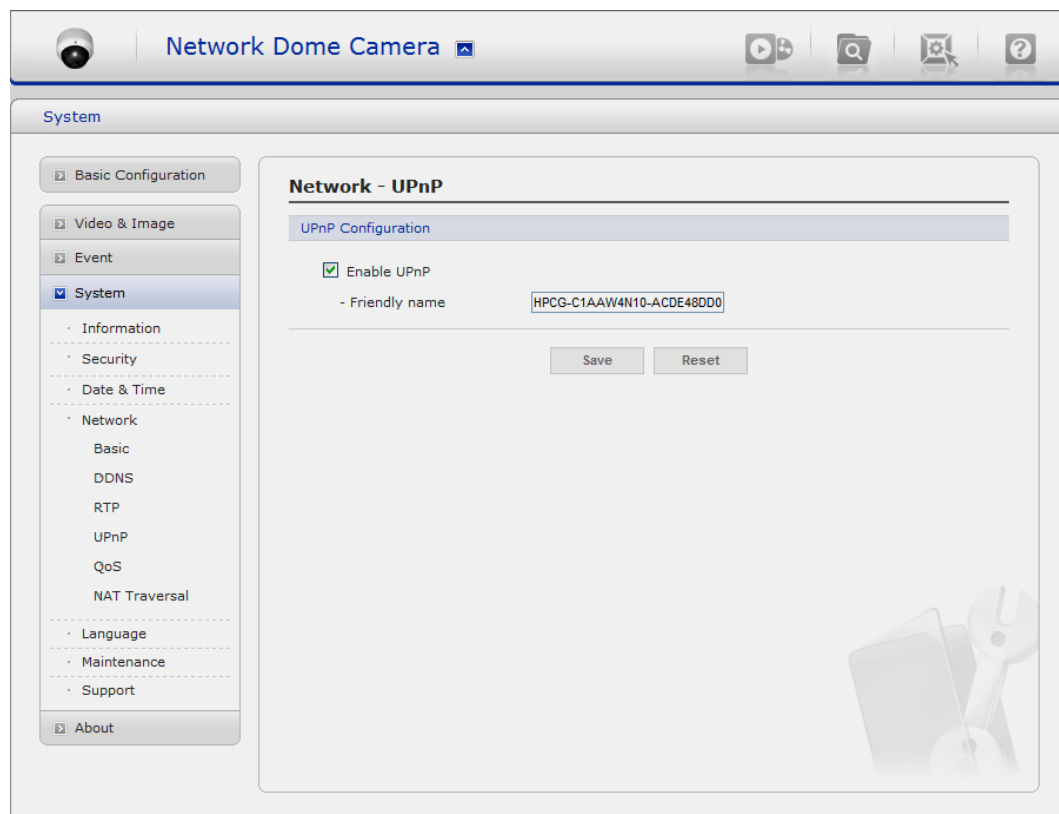 Network Dome Camera
System
Basic Configuration
Video & Image
Event
System
· Information
· Security
· Date & Time
· Network
Basic
DDNS
RTP
UPnP
QoS
NAT Traversal
· Language
· Maintenance
· Support
About
Network - UPnP
UPnP Configuration
Enable UPnP
- Friendly name HPCG-C1AAW4N10-ACDE48DD0
Save Reset